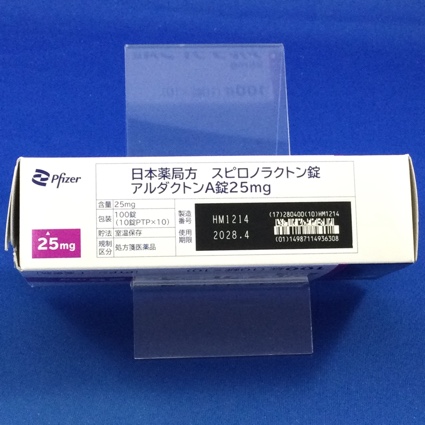 Pfizer
日本薬局方 スピロノラクトン錠
アルダクトンA錠25mg
含量 25mg
包装 100錠
(10錠PTP×10)
貯法 室温保存
規制区分 処方箋医薬品
製造番号 HM1214
使用期限 2028.4
(17)280400(10)HM1214
(01)14987114936308
25mg